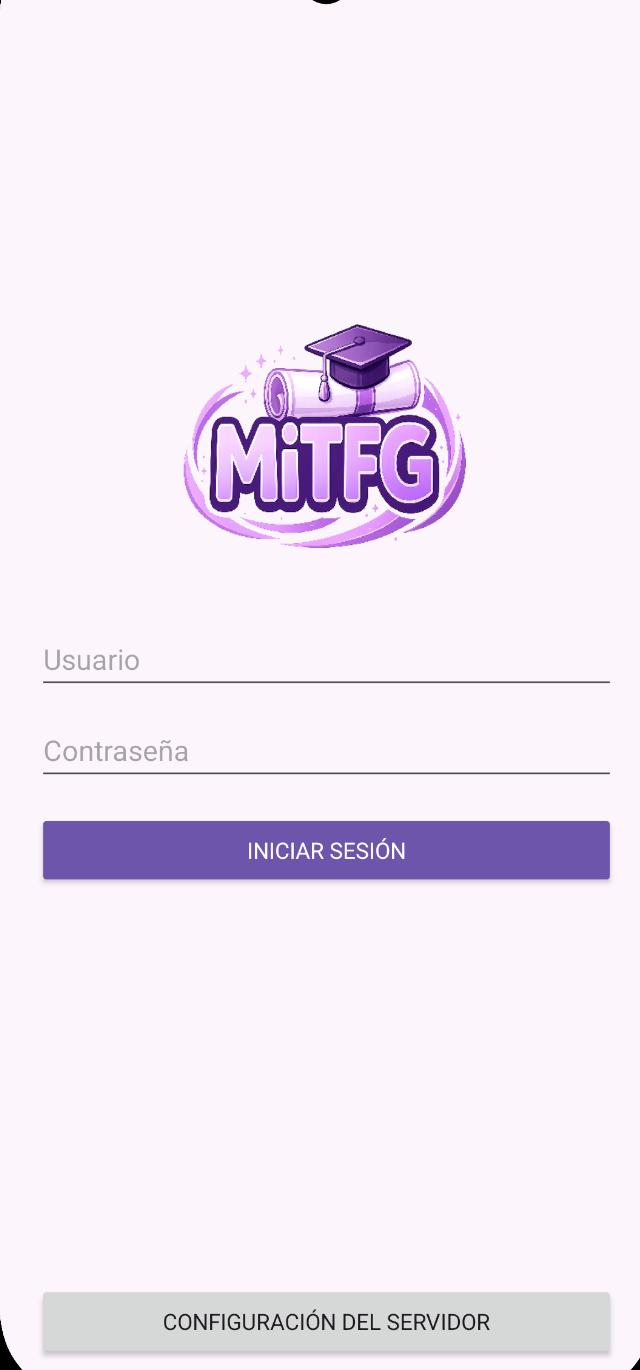 MiTFG
Usuario
Contraseña
INICIAR SESIÓN
CONFIGURACIÓN DEL SERVIDOR